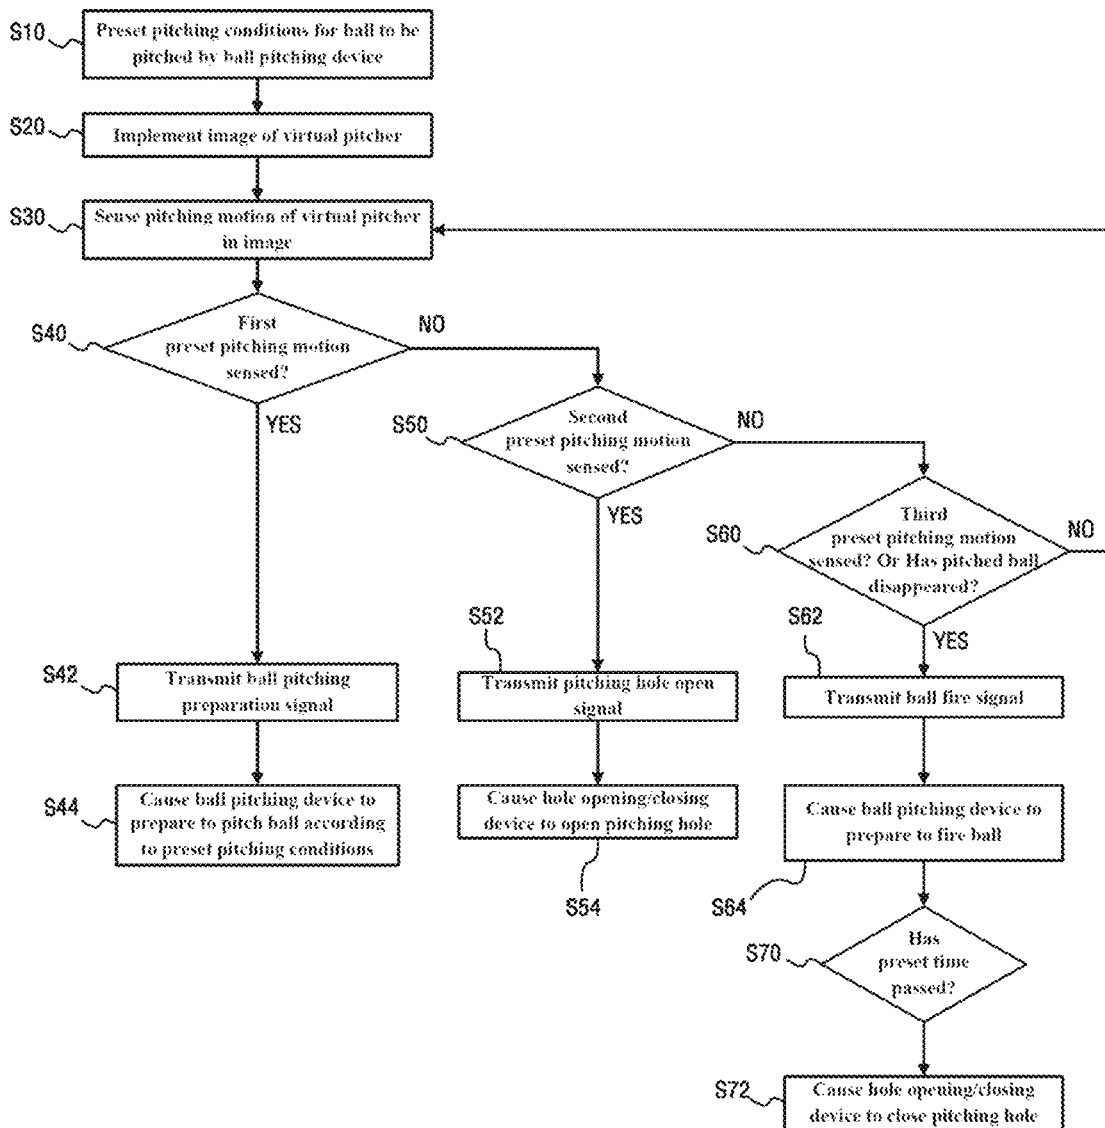 S10
Preset pitching conditions for ball to be
pitched by ball pitching device
S20
Implement image of virtual pitcher
S30
Sense pitching motion of virtual pitcher
in image
S40
First
preset pitching motion
sensed?
NO
YES
S50
Second
preset pitching motion
sensed?
NO
YES
S60
Third
preset pitching motion
sensed? Or Has pitched ball
disappeared?
NO
YES
S42
Transmit ball pitching
preparation signal
S52
Transmit pitching hole open
signal
S62
Transmit ball fire signal
S44
Cause ball pitching device to
prepare to pitch ball according
to preset pitching conditions
Cause hole opening/closing
device to open pitching hole
S54
Cause ball pitching device to
prepare to fire ball
S64
S70
Has
preset time
passed?
S72
Cause hole opening/closing
device to close pitching hole